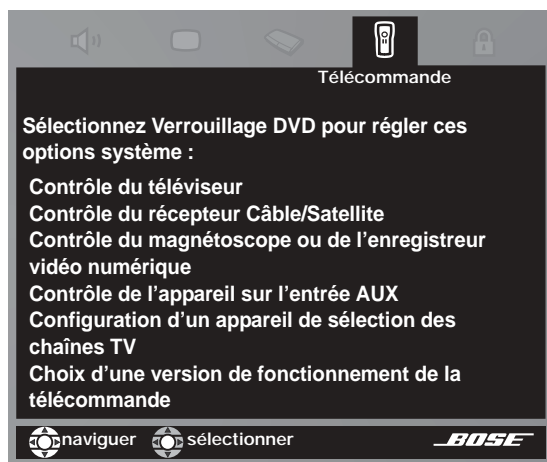 Télécommande
Sélectionnez Verrouillage DVD pour régler ces
options système :
Contrôle du téléviseur
Contrôle du récepteur Câble/Satellite
Contrôle du magnétoscope ou de l'enregistreur
vidéo numérique
Contrôle de l'appareil sur l'entrée AUX
Configuration d'un appareil de sélection des
chaînes TV
Choix d'une version de fonctionnement de la
télécommande
naviguer sélectionner BOSE